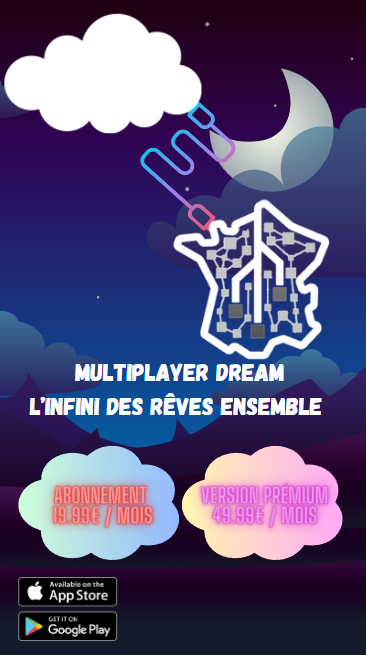 MULTIPLAYER DREAM
L'INFINI DES RÊVES ENSEMBLE
ABONNEMENT
19.99€ / MOIS
VERSION PRÉMIUM
49.99€ / MOIS
Available on the
App Store
GET IT ON
Google Play